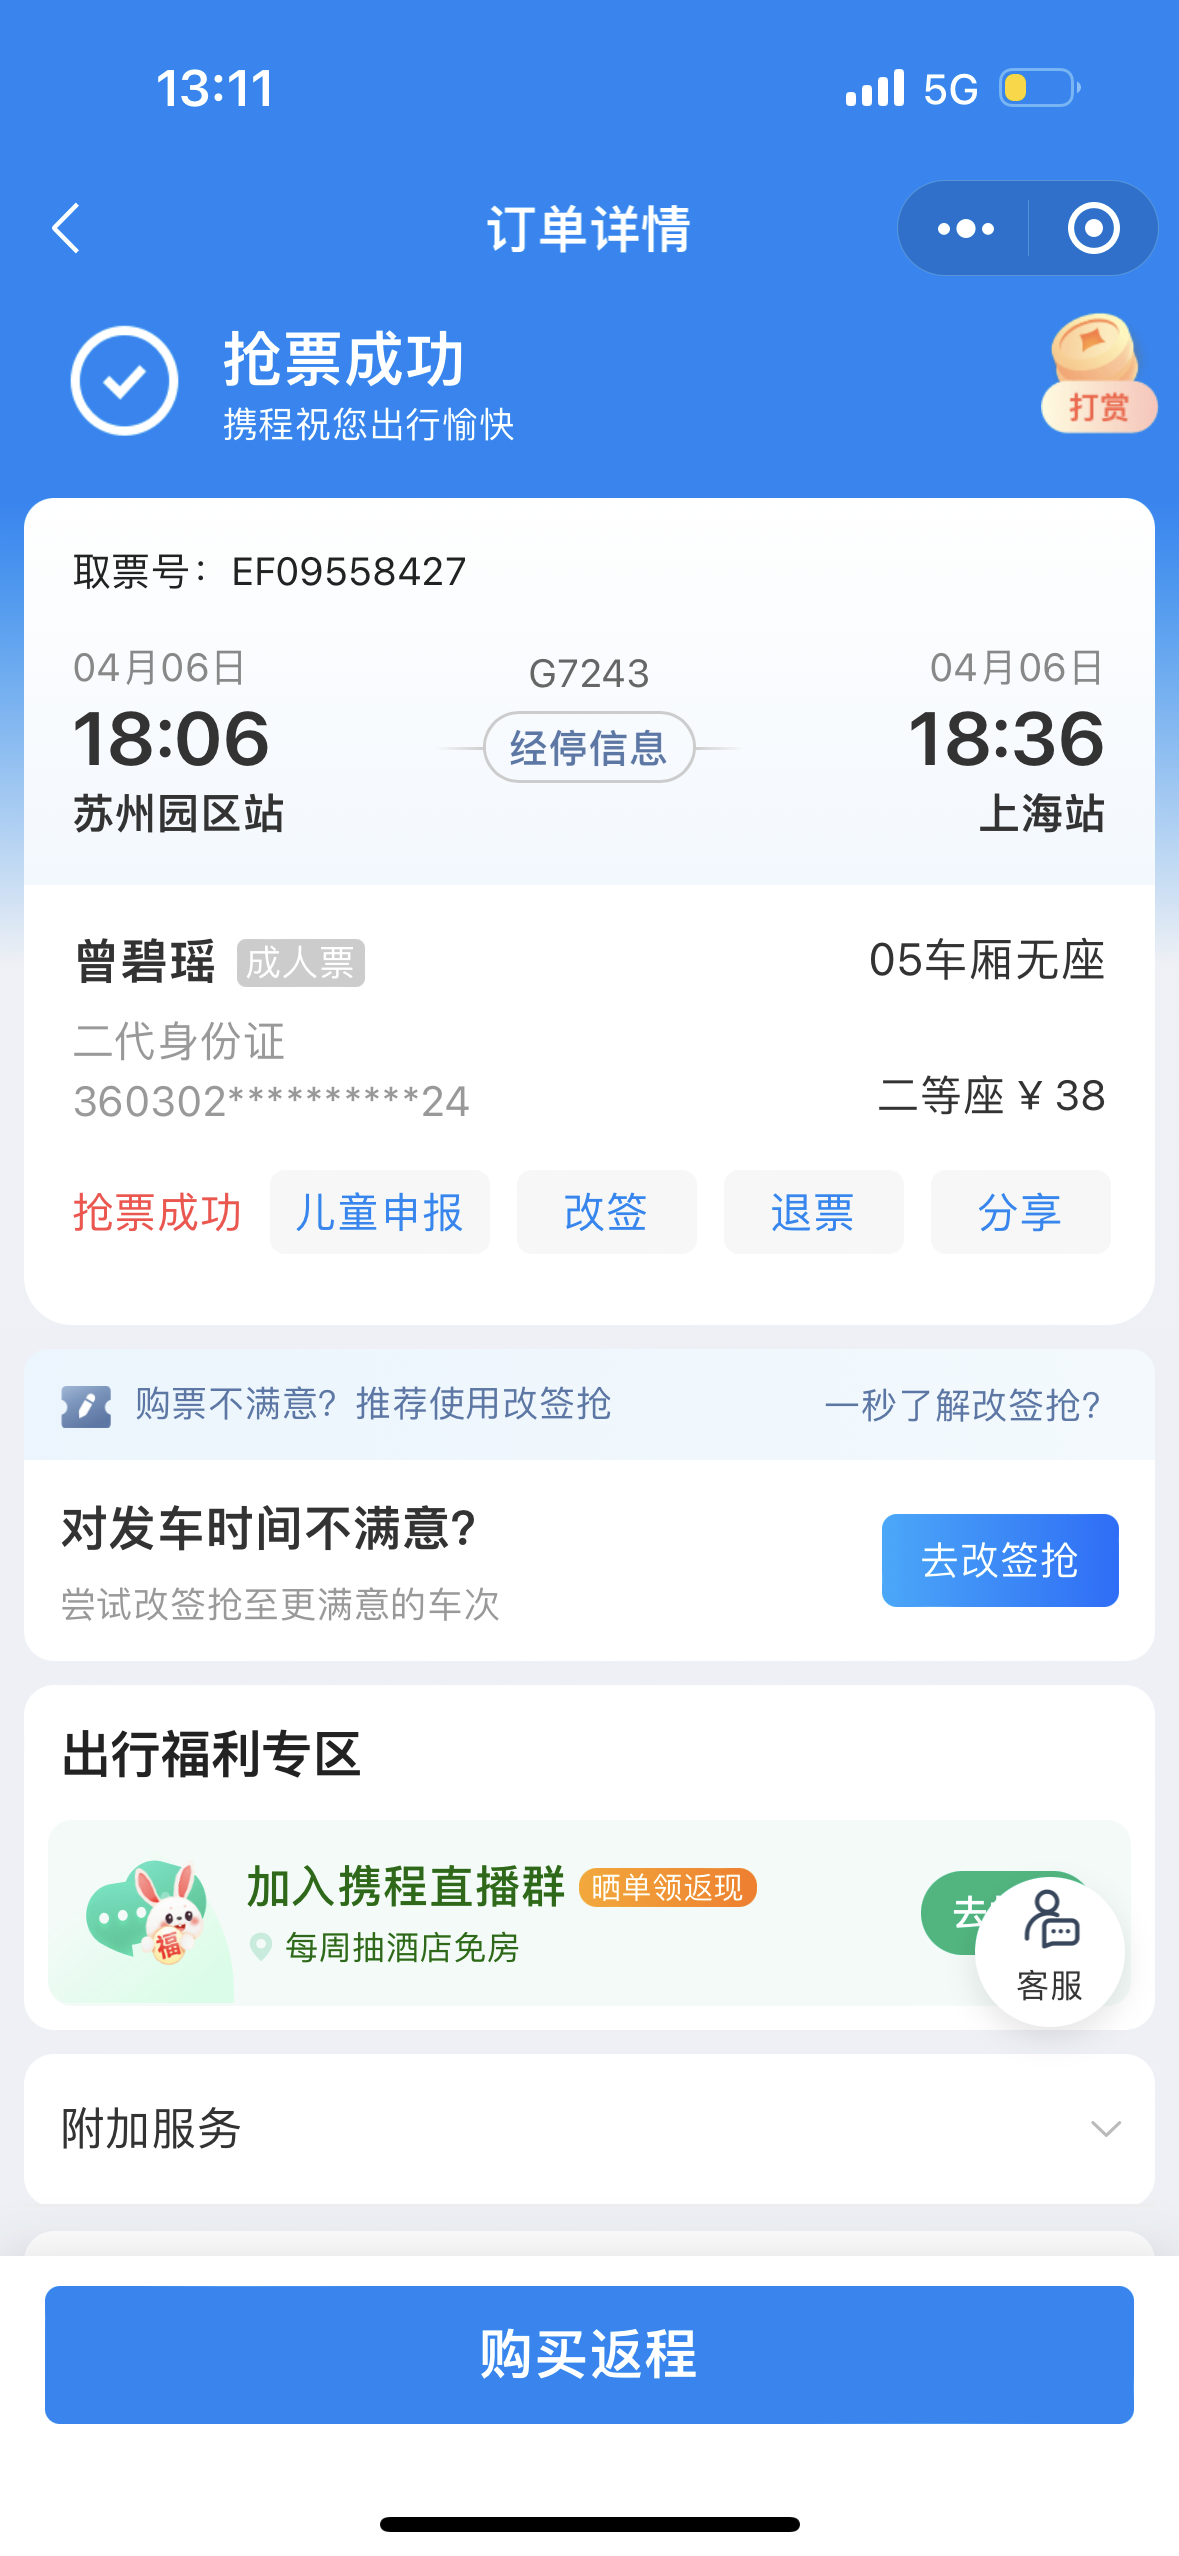 13:11
5G
订单详情
抢票成功
携程祝您出行愉快
打赏
取票号：EF09558427
04月06日
G7243
04月06日
18:06
经停信息
18:36
苏州园区站
上海站
曾碧瑶
成人票
05车厢无座
二代身份证
360302**********24
二等座 ¥ 38
抢票成功
儿童申报
改签
退票
分享
购票不满意? 推荐使用改签抢
一秒了解改签抢?
对发车时间不满意?
尝试改签抢至更满意的车次
去改签抢
出行福利专区
加入携程直播群
晒单领返现
福
每周抽酒店免房
去
客服
附加服务
购买返程